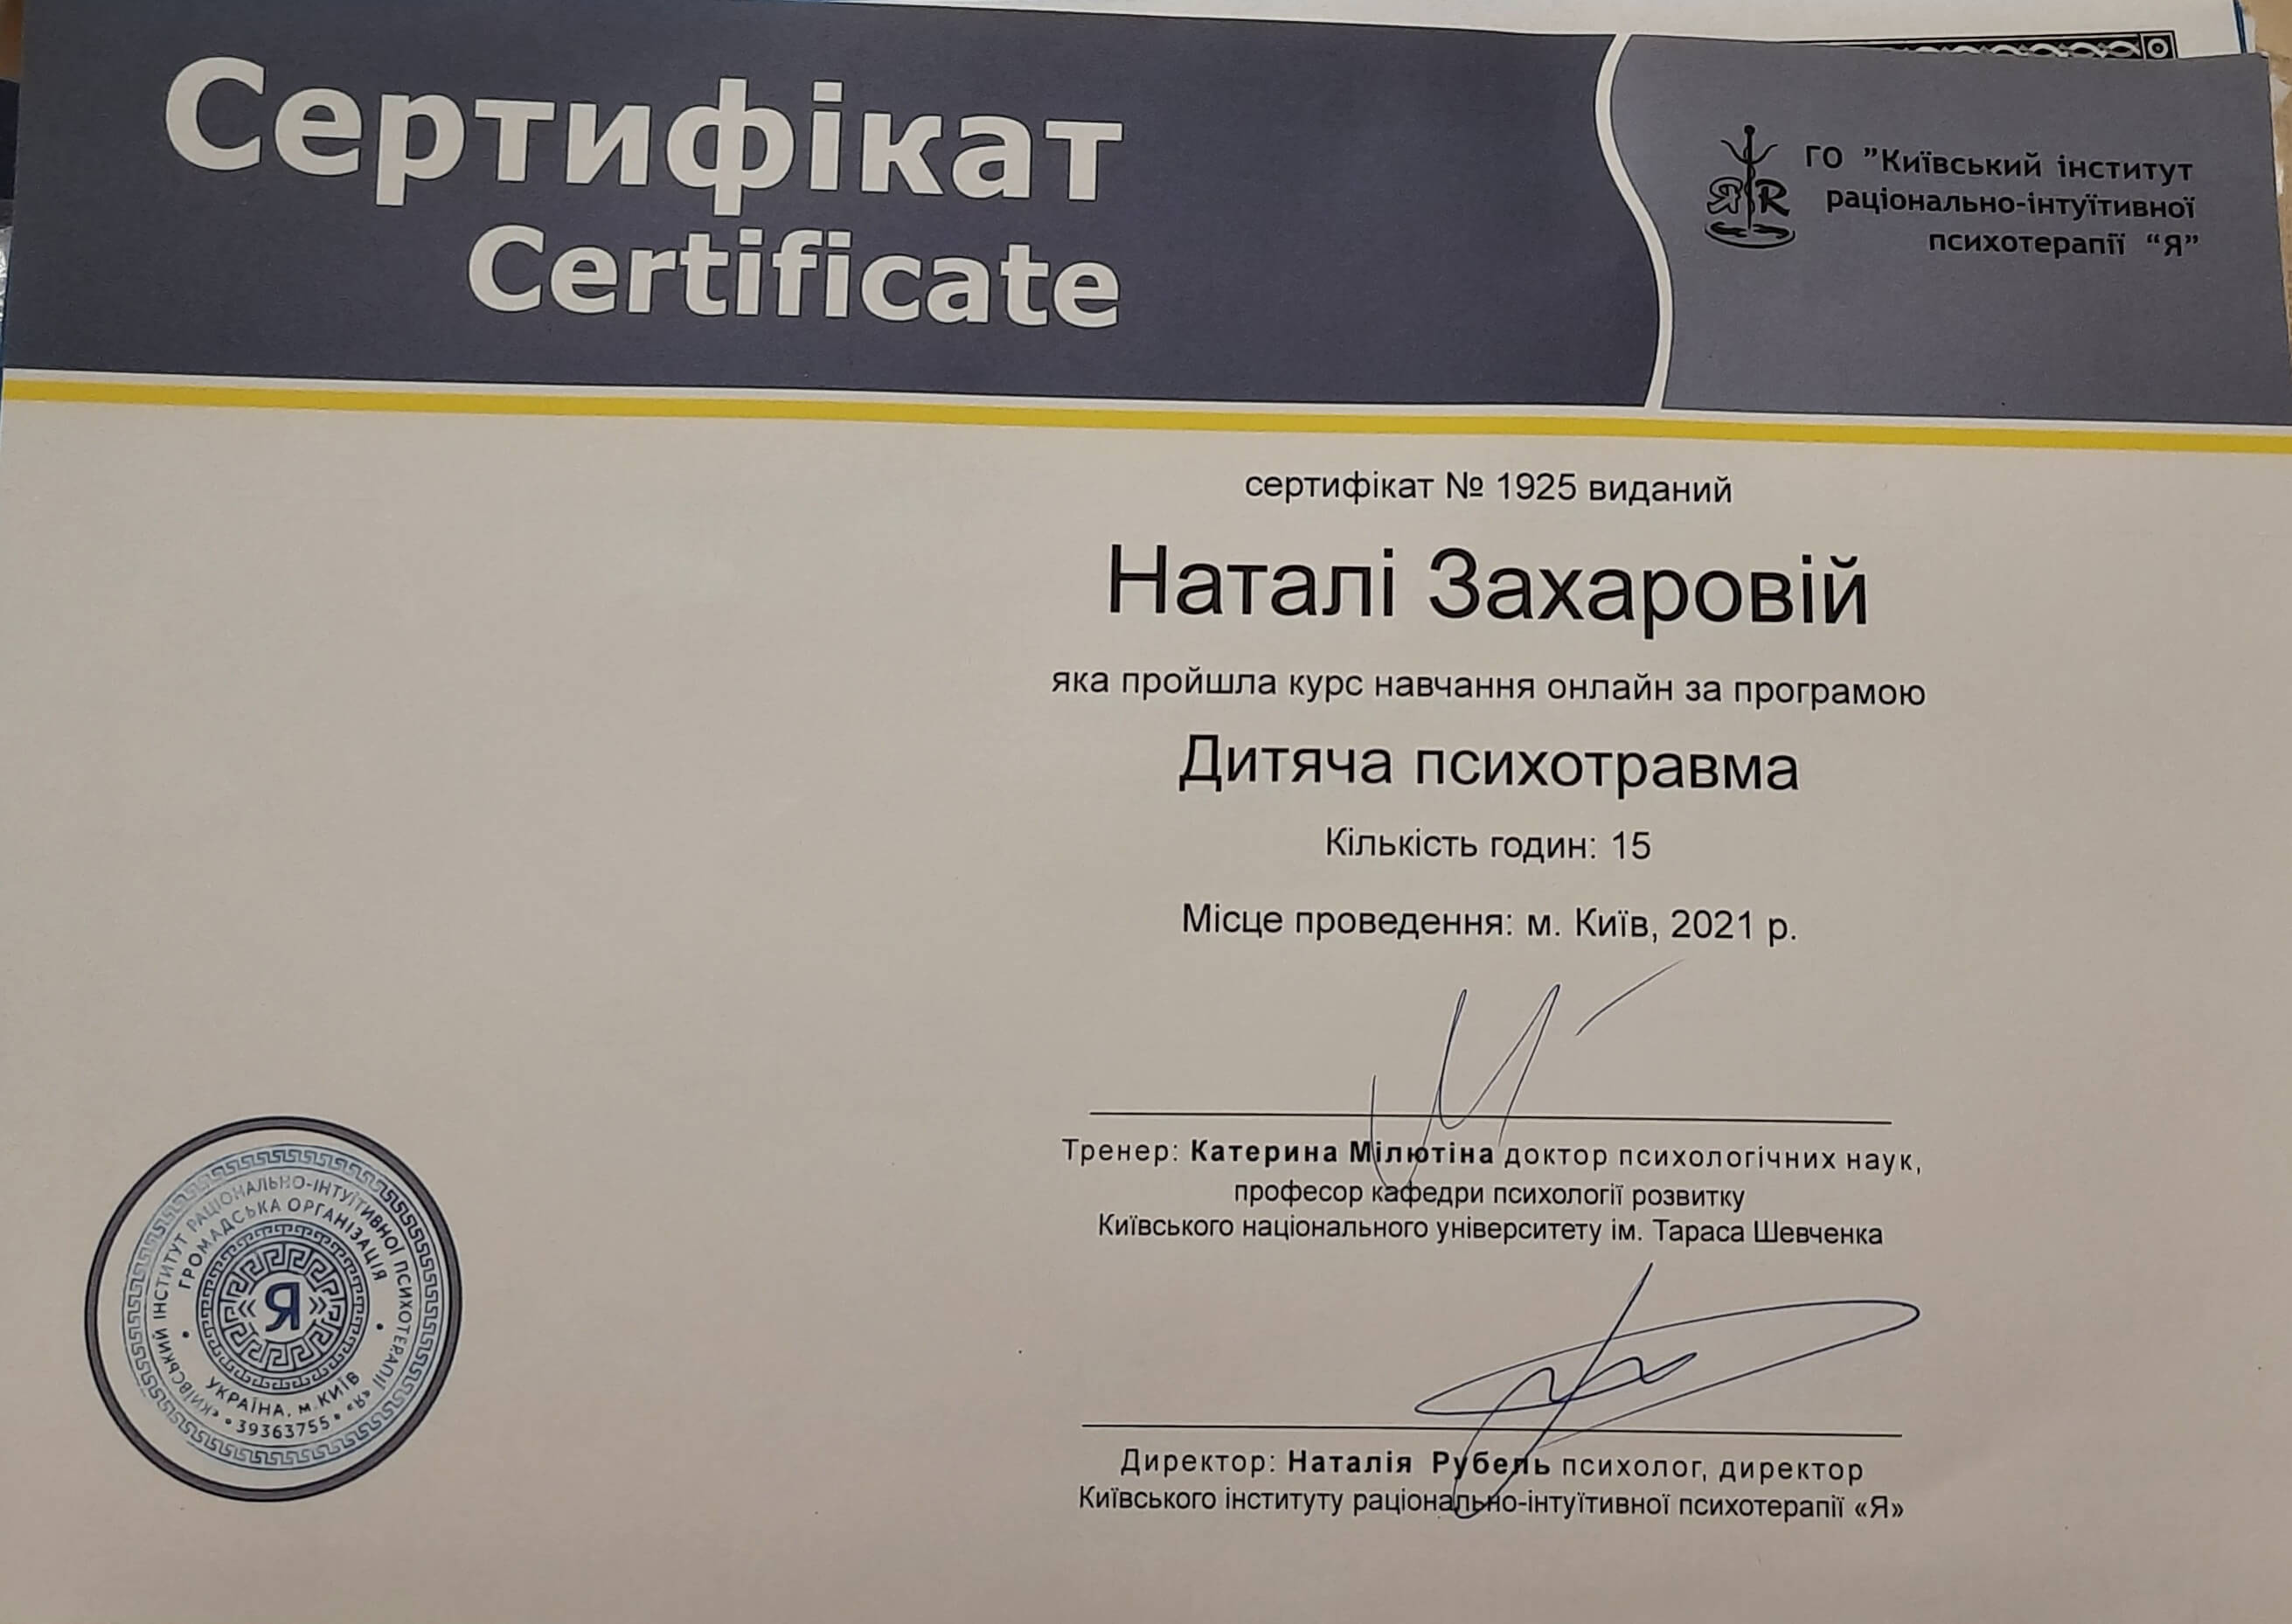 Сертифікат
Certificate
ГО "Київський інститут
раціонально-інтуїтивної
психотерапії “Я”
ЯR
сертифікат № 1925 виданий
Наталі Захаровій
яка пройшла курс навчання онлайн за програмою
Дитяча психотравма
Кількість годин: 15
Місце проведення: м. Київ, 2021 р.
Тренер: Катерина Мілютіна доктор психологічних наук,
професор кафедри психології розвитку
Київського національного університету ім. Тараса Шевченка
Директор: Наталія Рубель психолог, директор
Київського інституту раціонально-інтуїтивної психотерапії «Я»
«КИЇВСЬКИЙ ІНСТИТУТ РАЦІОНАЛЬНО-ІНТУЇТИВНОЇ ПСИХОТЕРАПІЇ «Я»
ГРОМАДСЬКА ОРГАНІЗАЦІЯ
«Я»
УКРАЇНА, м.КИЇВ
39363755